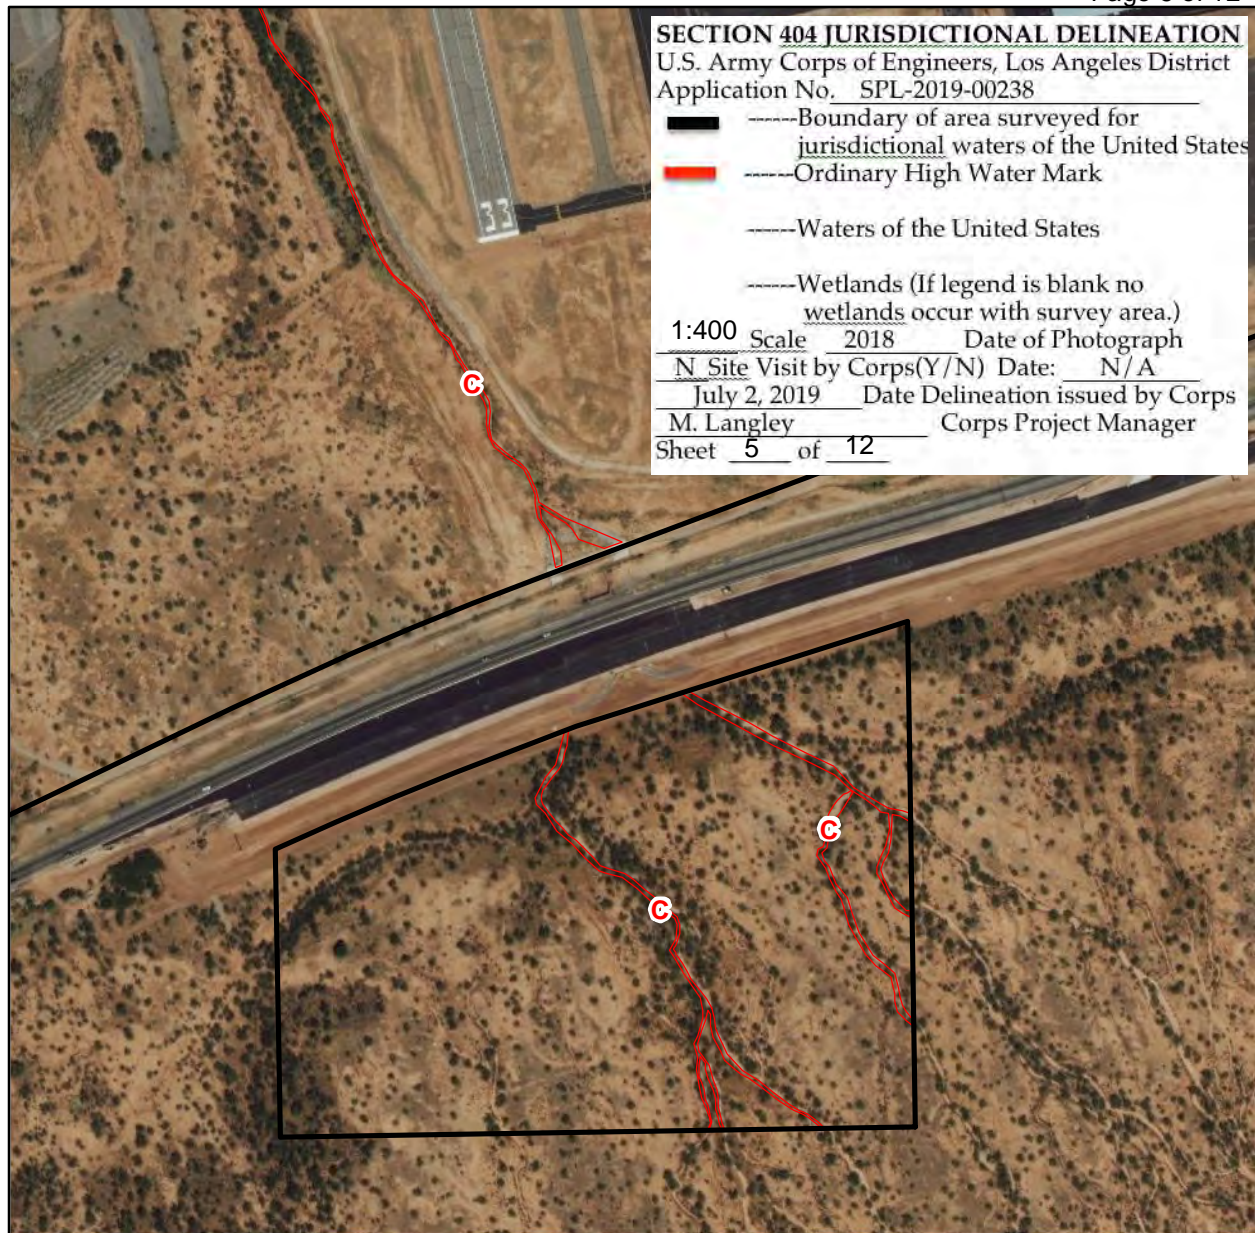 SECTION 404 JURISDICTIONAL DELINEATION
U.S. Army Corps of Engineers, Los Angeles District
Application No. SPL-2019-00238
------Boundary of area surveyed for
jurisdictional waters of the United States
------Ordinary High Water Mark
------Waters of the United States
------Wetlands (If legend is blank no
wetlands occur with survey area.)
1:400 Scale 2018 Date of Photograph
N Site Visit by Corps(Y/N) Date: N/A
July 2, 2019 Date Delineation issued by Corps
M. Langley Corps Project Manager
Sheet 5 of 12
33
C
C
C